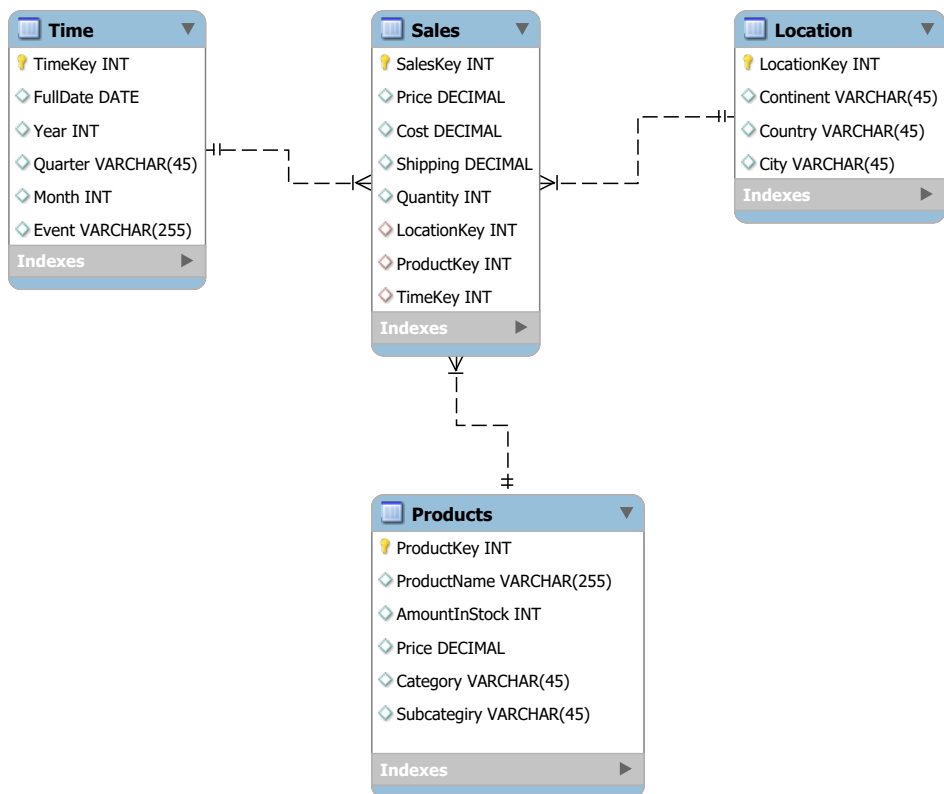 Time
TimeKey INT
FullDate DATE
Year INT
Quarter VARCHAR(45)
Month INT
Event VARCHAR(255)
Indexes
Sales
SalesKey INT
Price DECIMAL
Cost DECIMAL
Shipping DECIMAL
Quantity INT
LocationKey INT
ProductKey INT
TimeKey INT
Indexes
Location
LocationKey INT
Continent VARCHAR(45)
Country VARCHAR(45)
City VARCHAR(45)
Indexes
Products
ProductKey INT
ProductName VARCHAR(255)
AmountInStock INT
Price DECIMAL
Category VARCHAR(45)
Subcategiry VARCHAR(45)
Indexes